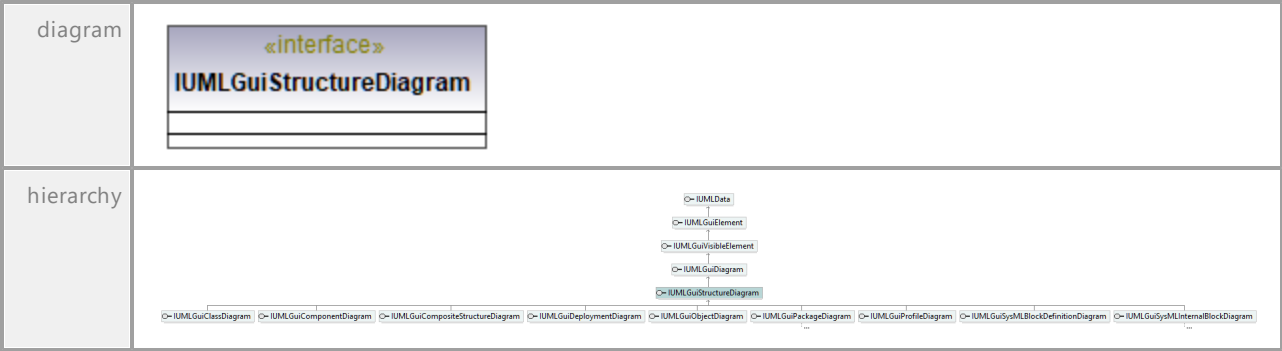 diagram
«interface»
IUMLGuiStructureDiagram
hierarchy
IUMLData
IUMLGuiElement
IUMLGuiVisibleElement
IUMLGuiDiagram
IUMLGuiStructureDiagram
IUMLGuiClassDiagram IUMLGuiComponentDiagram IUMLGuiCompositeStructureDiagram IUMLGuiDeploymentDiagram IUMLGuiObjectDiagram IUMLGuiPackageDiagram IUMLGuiProfileDiagram IUMLGuiSysMLBlockDefinitionDiagram IUMLGuiSysMLInternalBlockDiagram
... ...